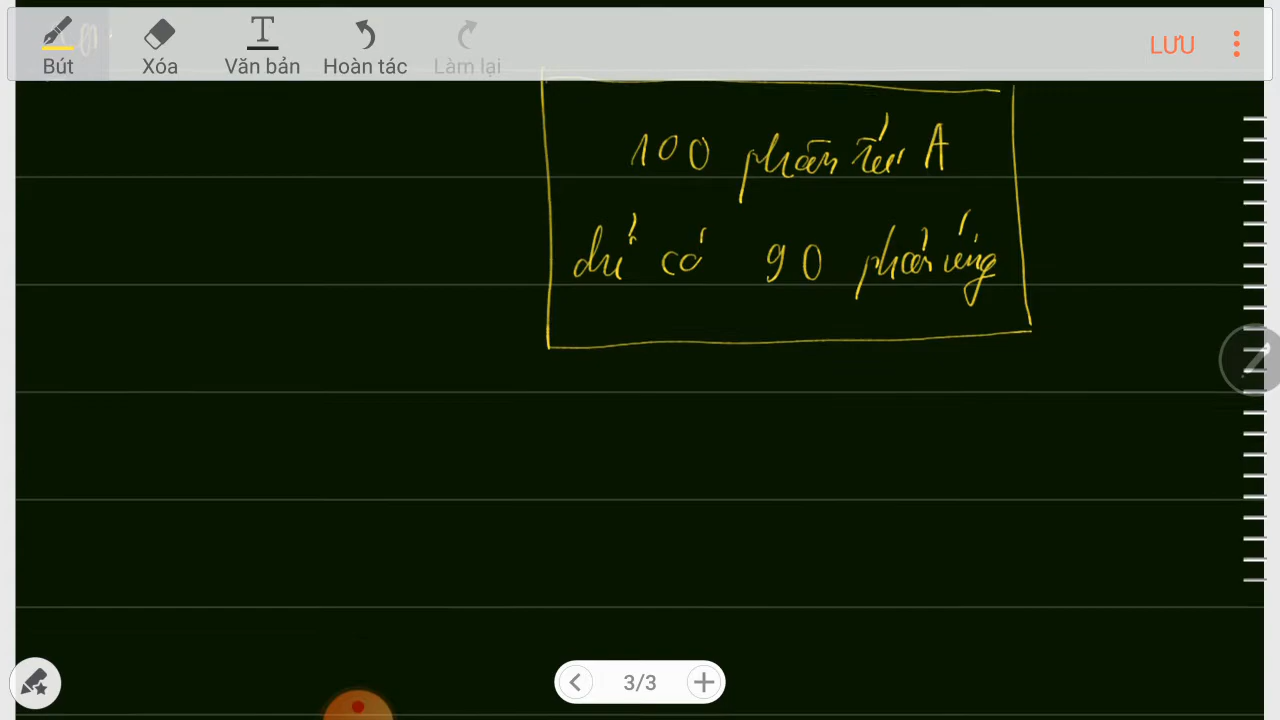 Bút
Xóa
Văn bản
Hoàn tác
Làm lại
LƯU
100 phân tử A
chỉ có 90 phản ứng
3/3